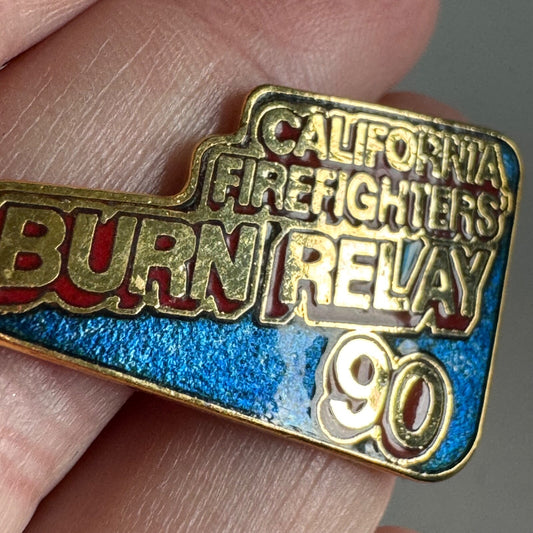 CALIFORNIA
FIREFIGHTERS'
BURN RELAY
90